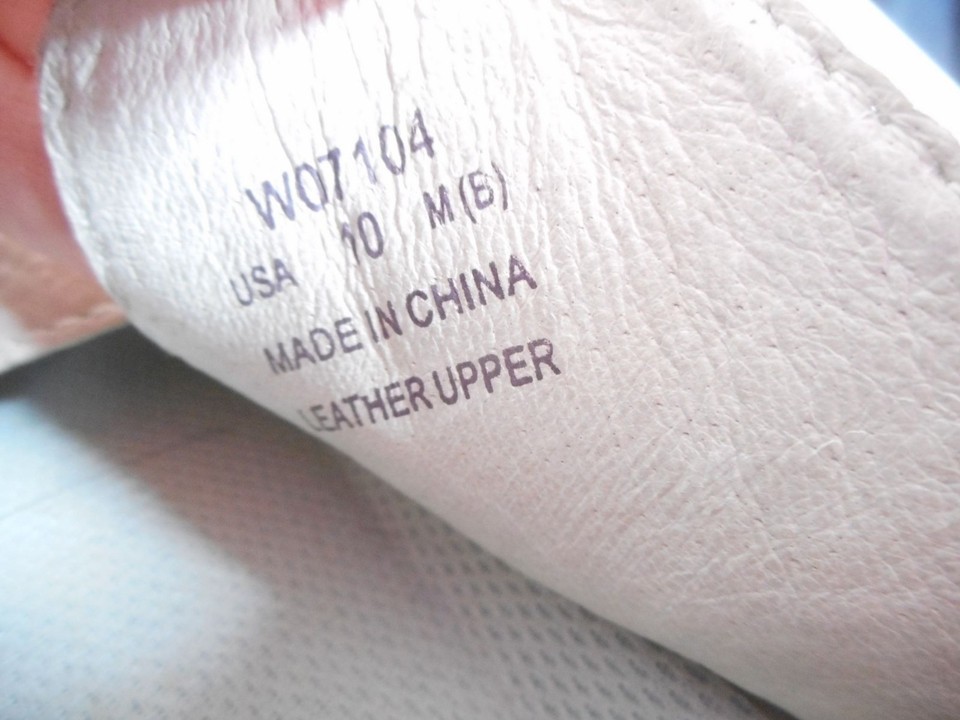 W07104
USA 10 M (B)
MADE IN CHINA
LEATHER UPPER